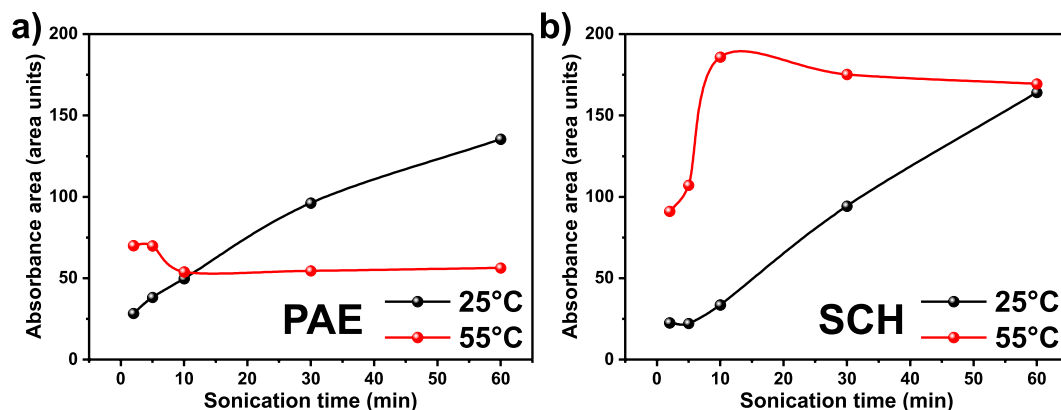 a)
Absorbance area (area units)
200
150
100
50
0
PAE
25°C
55°C
0 10 20 30 40 50 60
Sonication time (min)
b)
Absorbance area (area units)
200
150
100
50
0
SCH
25°C
55°C
0 10 20 30 40 50 60
Sonication time (min)